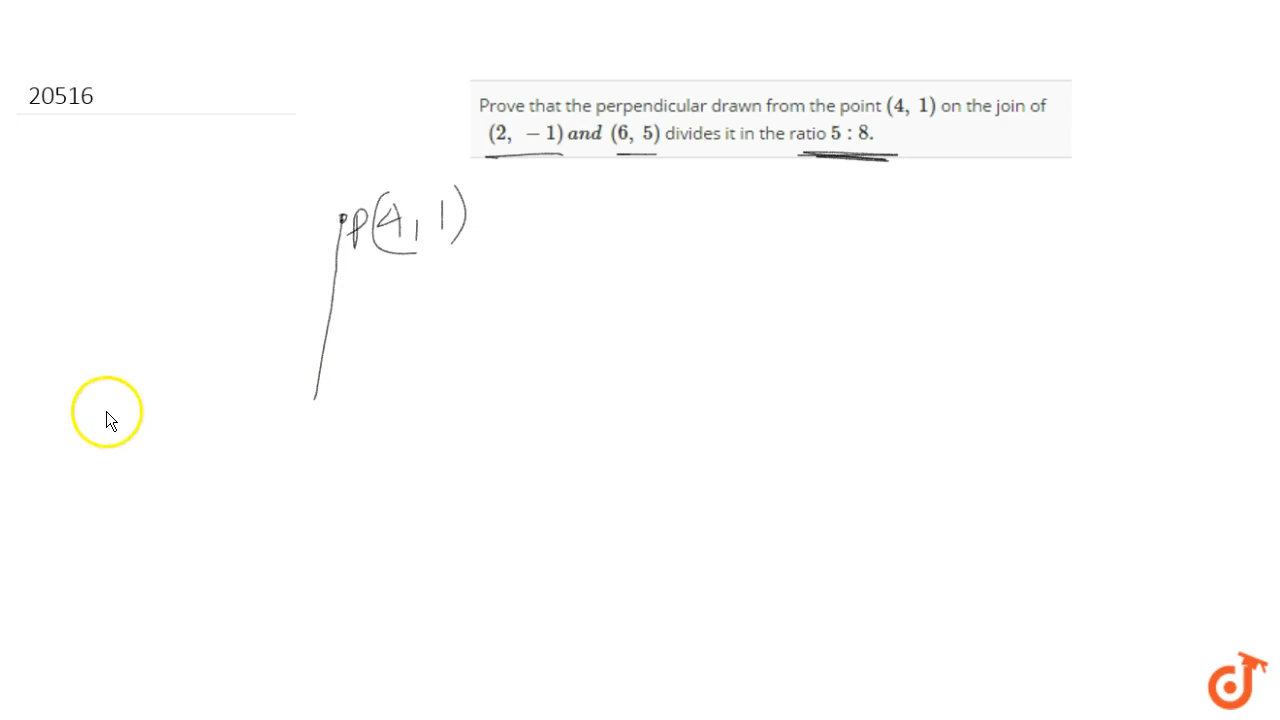 20516
Prove that the perpendicular drawn from the point (4, 1) on the join of
(2, −1) and (6, 5) divides it in the ratio 5 : 8.
P(4, 1)